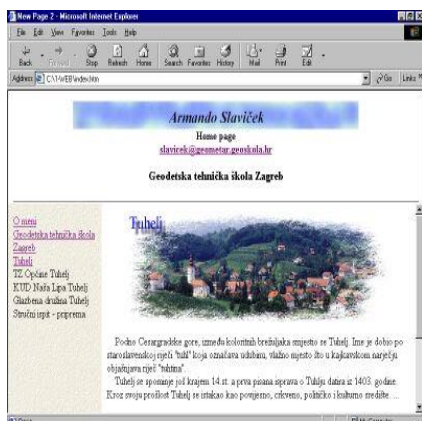 New Page 2 - Microsoft Internet Explorer
File Edit View Favorites Tools Help
Back Forward Stop Refresh Home Search Favorites History Mail Print Edit
Address C:\1-WEB\index.htm Go Links
Armando Slaviček
Home page
slavicek@geometar.geoskola.hr
Geodetska tehnička škola Zagreb
O meni
Geodetska tehnička škola
Zagreb
Tuhelj
TZ Općine Tuhelj
KUD Naša Lipa Tuhelj
Glazbena družina Tuhelj
Stručni ispit - priprema
Tuhelj
Podno Cesargradske gore, između koloritnih brežuljaka smjestio se Tuhelj. Ime je dobio po
staroslavenskoj riječi "tuhl" koja označava udubinu, vlažno mjesto što u kajkavskom narječju
objašnjava riječ "tuhtna".
Tuhelj se spominje još krajem 14.st. a prva pisana isprava o Tuhlju datira iz 1403. godine.
Kroz svoju prošlost Tuhelj se istakao kao povijesno, crkveno, političko i kulturno središte. ...